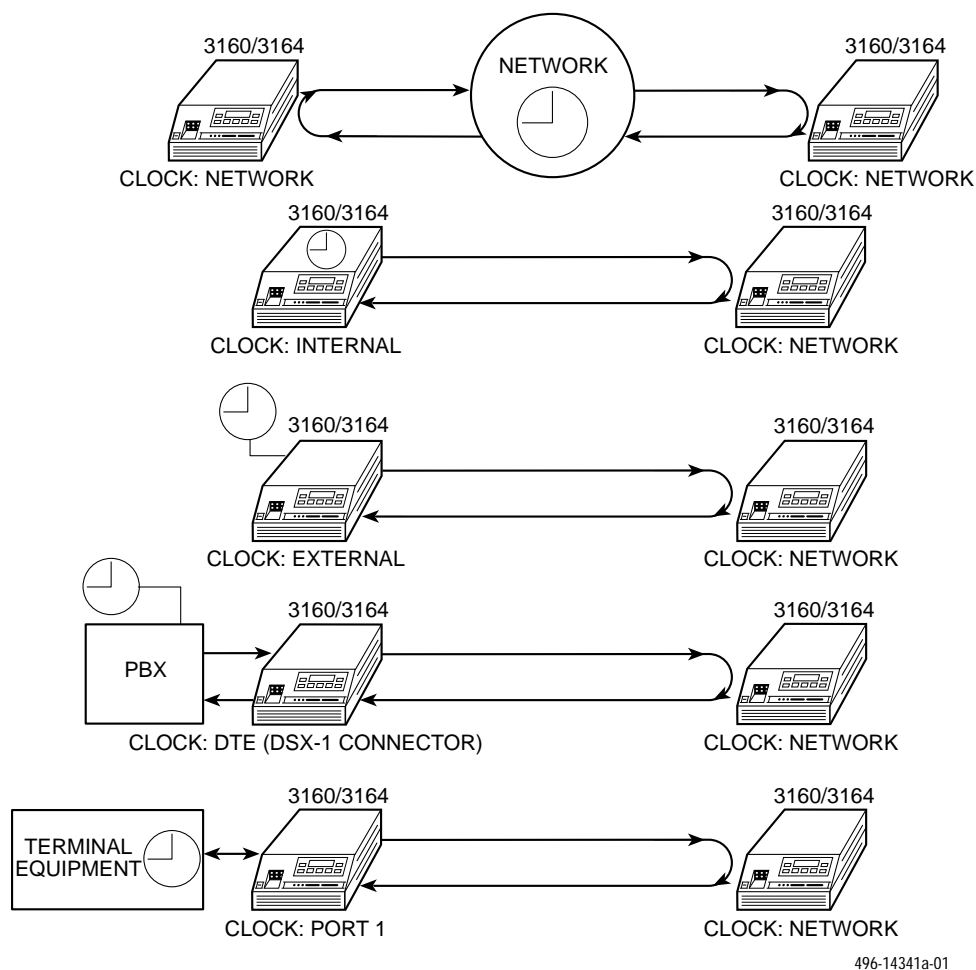 3160/3164
3160/3164
NETWORK
CLOCK: NETWORK
CLOCK: NETWORK
3160/3164
3160/3164
CLOCK: INTERNAL
CLOCK: NETWORK
3160/3164
3160/3164
CLOCK: EXTERNAL
CLOCK: NETWORK
3160/3164
3160/3164
PBX
CLOCK: DTE (DSX-1 CONNECTOR)
CLOCK: NETWORK
3160/3164
3160/3164
TERMINAL
EQUIPMENT
CLOCK: PORT 1
CLOCK: NETWORK
496-14341a-01